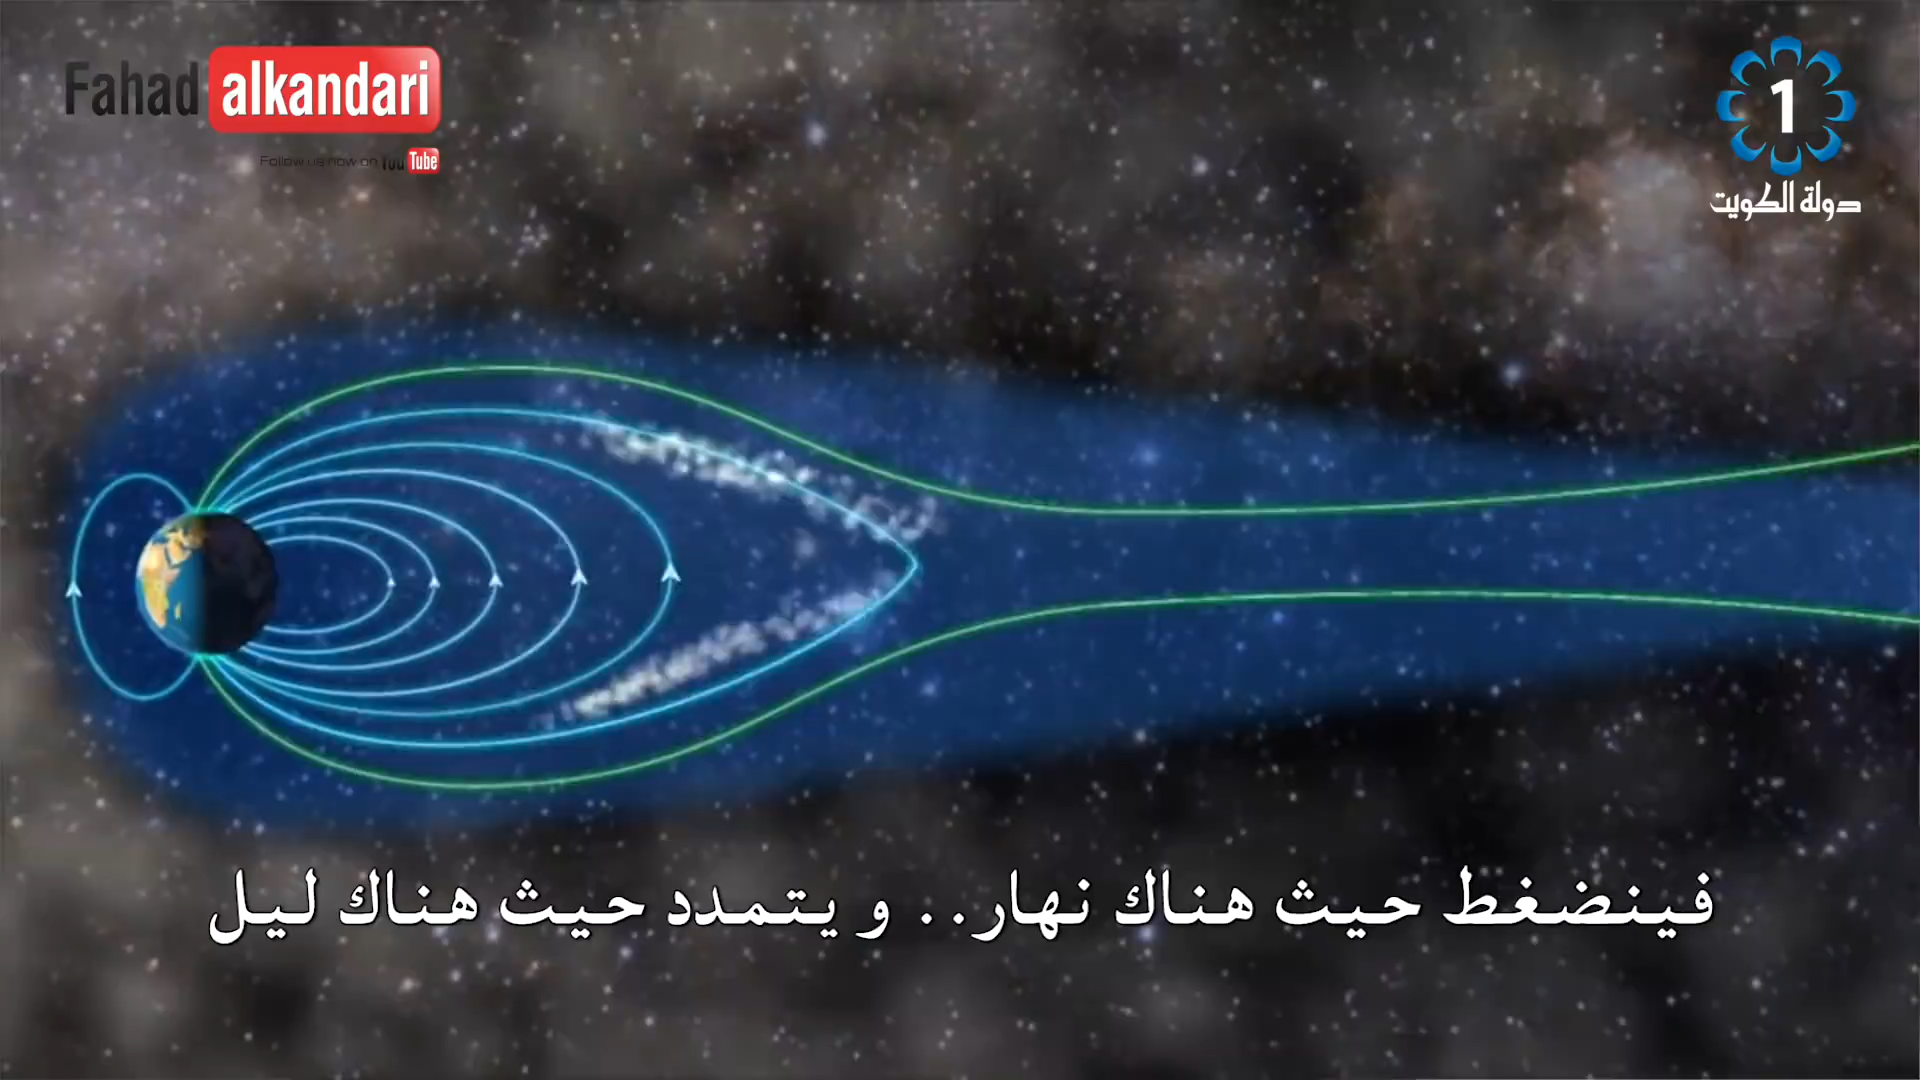 Fahad alkandari
Follow us now on YouTube
1
دولة الكويت
فينضغط حيث هناك نهار.. و يتمدد حيث هناك ليل